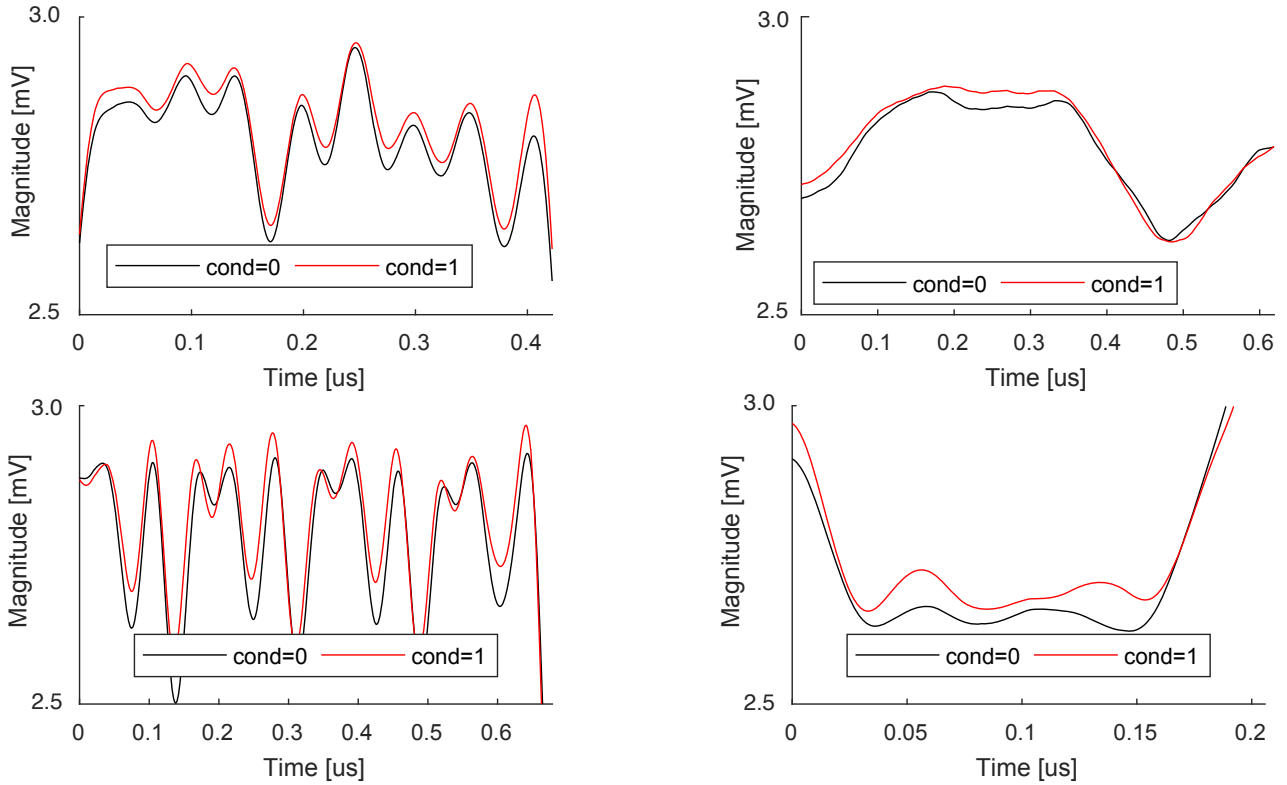 3.0
Magnitude [mV]
cond=0 cond=1
2.5
0 0.1 0.2 0.3 0.4
Time [us]
3.0
Magnitude [mV]
cond=0 cond=1
2.5
0 0.1 0.2 0.3 0.4 0.5 0.6
Time [us]
3.0
Magnitude [mV]
cond=0 cond=1
2.5
0 0.1 0.2 0.3 0.4 0.5 0.6
Time [us]
3.0
Magnitude [mV]
cond=0 cond=1
2.5
0 0.05 0.1 0.15 0.2
Time [us]